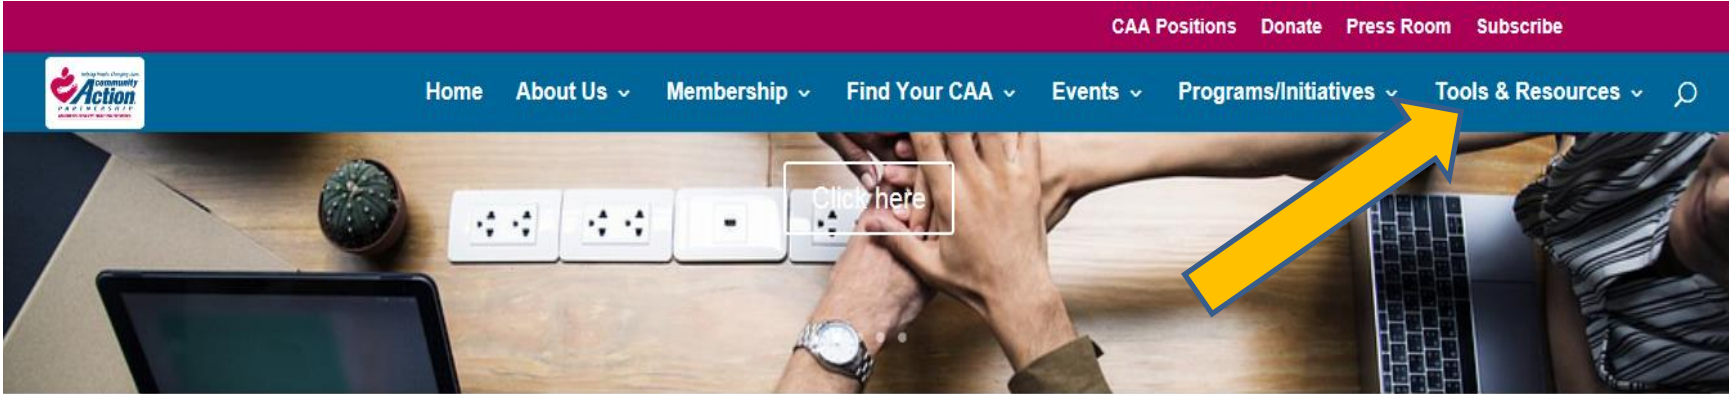 CAA Positions Donate Press Room Subscribe
community
Action
PARTNERSHIP
Home About Us Membership Find Your CAA Events Programs/Initiatives Tools & Resources
Click here